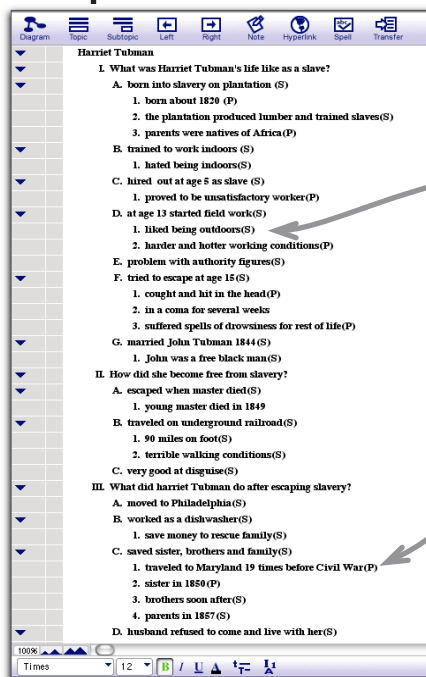 Diagram Topic Subtopic Left Right Note Hyperlink Spell Transfer
Harriet Tubman
I. What was Harriet Tubman's life like as a slave?
A. born into slavery on plantation (S)
1. born about 1820 (P)
2. the plantation produced lumber and trained slaves(S)
3. parents were natives of Africa(P)
B. trained to work indoors (S)
1. hated being indoors(S)
C. hired out at age 5 as slave (S)
1. proved to be unsatisfactory worker(P)
D. at age 13 started field work(S)
1. liked being outdoors(S)
2. harder and hotter working conditions(P)
E. problem with authority figures(S)
F. tried to escape at age 15(S)
1. cought and hit in the head(P)
2. in a coma for several weeks
3. suffered spells of drowsiness for rest of life(P)
G. married John Tubman 1844(S)
1. John was a free black man(S)
II. How did she become free from slavery?
A. escaped when master died(S)
1. young master died in 1849
B. traveled on underground railroad(S)
1. 90 miles on foot(S)
2. terrible walking conditions(S)
C. very good at disguise(S)
III. What did harriet Tubman do after escaping slavery?
A. moved to Philadelphia(S)
B. worked as a dishwasher(S)
1. save money to rescue family(S)
C. saved sister, brothers and family(S)
1. traveled to Maryland 19 times before Civil War(P)
2. sister in 1850(P)
3. brothers soon after(S)
4. parents in 1857(S)
D. husband refused to come and live with her(S)
100%
Times 12 B I U A